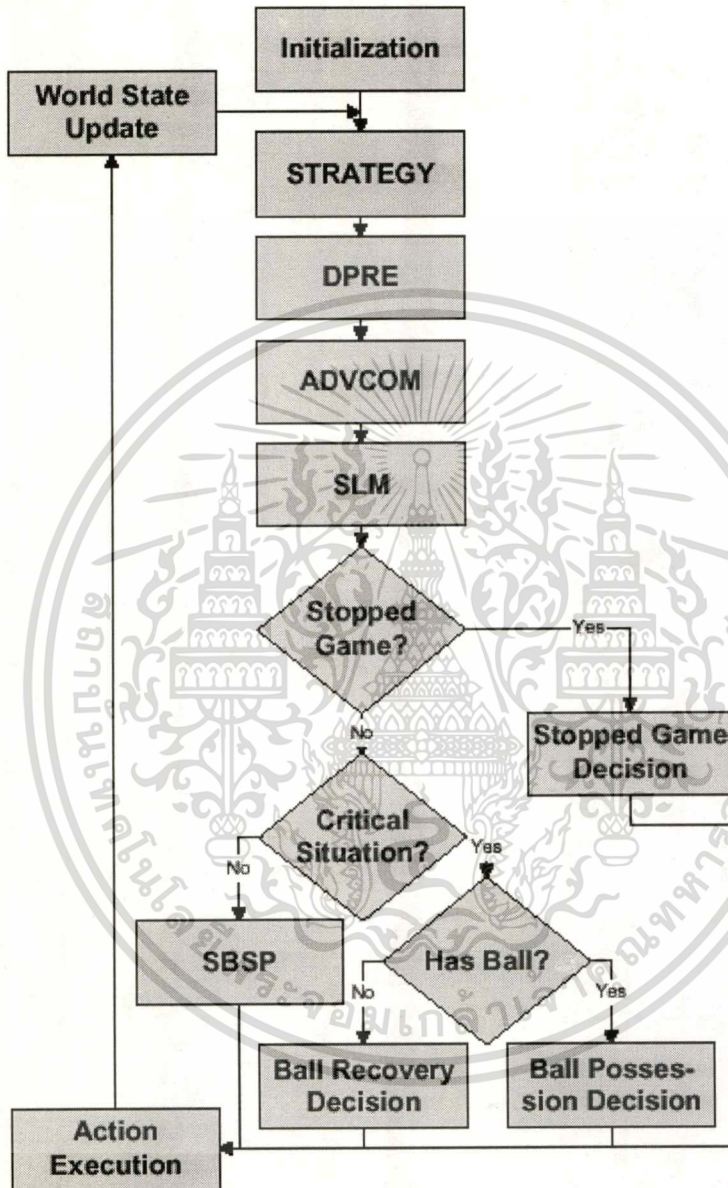 Initialization
World State
Update
STRATEGY
DPRE
ADVCOM
SLM
Stopped
Game?
Yes
Stopped Game
Decision
No
Critical
Situation?
No
Yes
SBSP
Has Ball?
No
Yes
Ball Recovery
Decision
Ball Posses-
sion Decision
Action
Execution